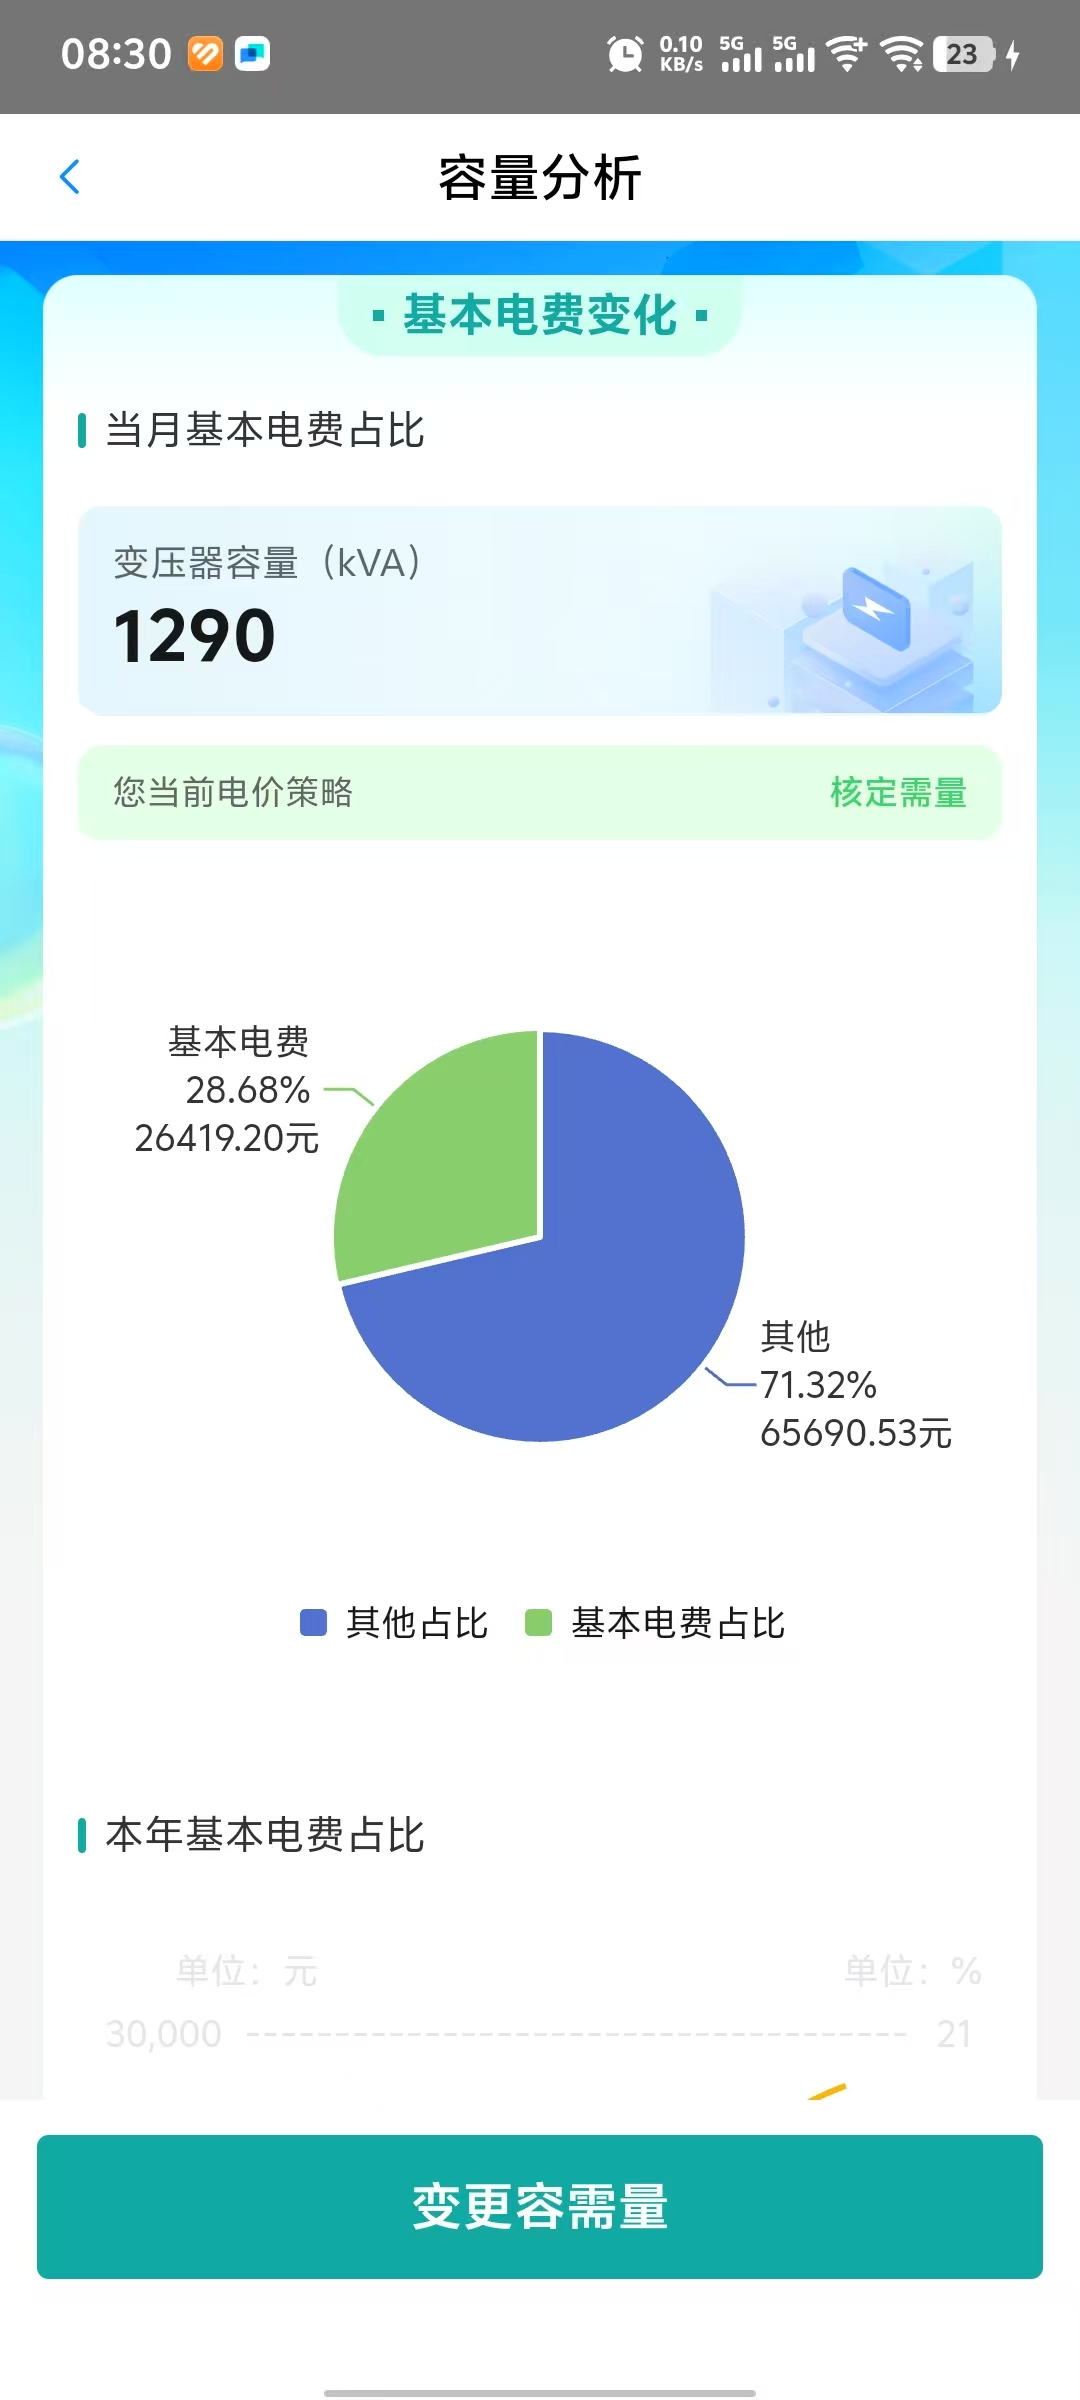 08:30
0.10
KB/s
5G
5G
23
容量分析
基本电费变化
当月基本电费占比
变压器容量（kVA）
1290
您当前电价策略
核定需量
基本电费
28.68%
26419.20元
其他
71.32%
65690.53元
其他占比
基本电费占比
本年基本电费占比
单位：元
单位：%
30,000
21
变更容需量